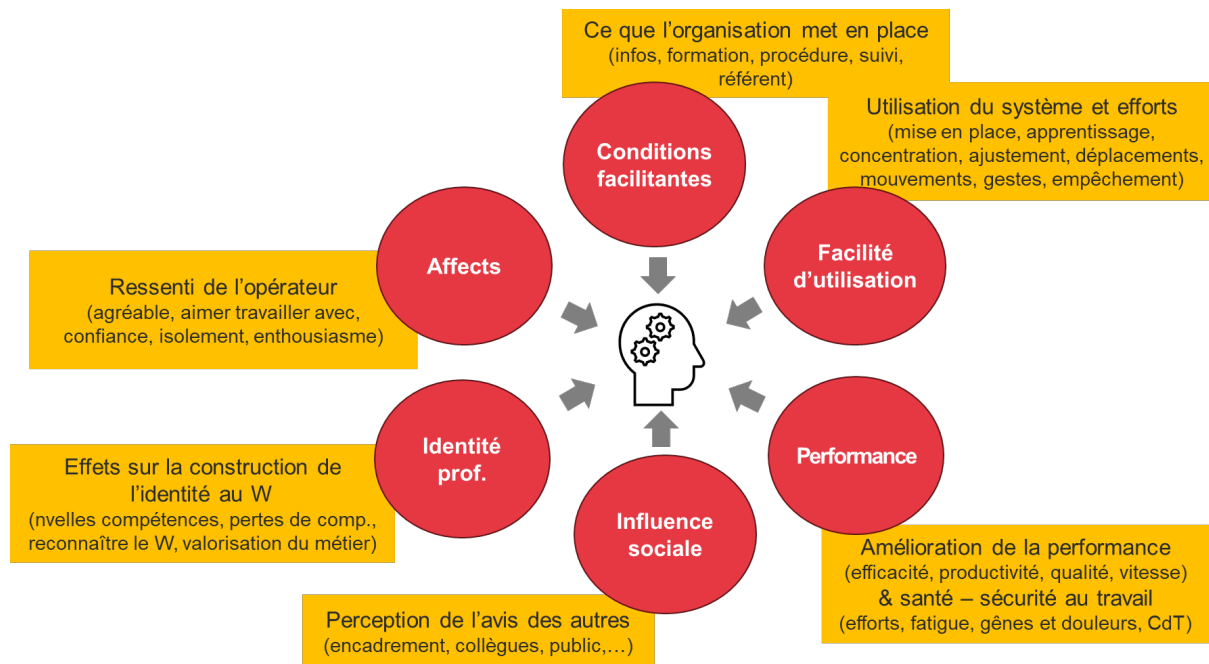 Ce que l'organisation met en place
(infos, formation, procédure, suivi,
référent)
Conditions
facilitantes
Utilisation du système et efforts
(mise en place, apprentissage,
concentration, ajustement, déplacements,
mouvements, gestes, empêchement)
Facilité
d'utilisation
Affects
Ressenti de l'opérateur
(agréable, aimer travailler avec,
confiance, isolement, enthousiasme)
Identité
prof.
Effets sur la construction de
l'identité au W
(nvelles compétences, pertes de comp.,
reconnaître le W, valorisation du métier)
Performance
Amélioration de la performance
(efficacité, productivité, qualité, vitesse)
& santé – sécurité au travail
(efforts, fatigue, gênes et douleurs, CdT)
Influence
sociale
Perception de l'avis des autres
(encadrement, collègues, public,…)